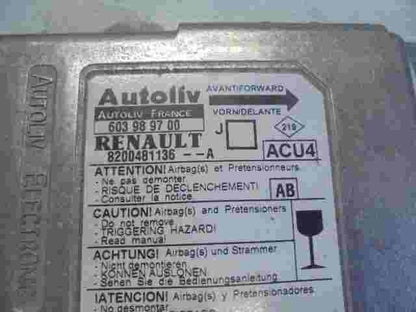 Autoliv
AVANT/FORWARD
AUTOLIV FRANCE
VORN/DELANTE
603 98 97 00
J
219
RENAULT
8200481136 --A
ACU4
ATTENTION! Airbag(s) et Pretensionneurs
- Ne pas demonter
- RISQUE DE DECLENCHEMENT!
- Consulter la notice
AB
CAUTION! Airbag(s) and Pretensioners
- Do not remove
- TRIGGERING HAZARD!
- Read manual
ACHTUNG! Airbag(s) und Strammer
- Nicht demontieren
- KÖNNEN AUSLÖSEN
- Sehen Sie die Bedienungsanleitung
!ATENCION! Airbag(s) y Pretensionadores
- No desmontar
AUTOLIV ELECTRONI